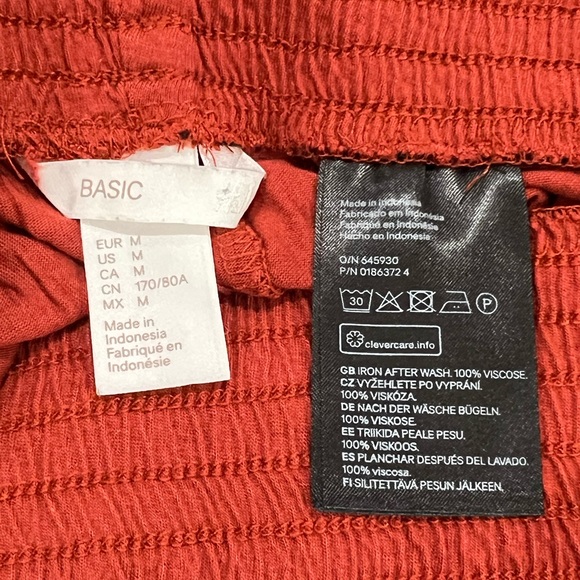 BASIC
EUR M
US M
CA M
CN 170/80A
MX M
Made in
Indonesia
Fabriqué en
Indonésie
Made in Indonesia
Fabricado em Indonésia
Fabriqué en Indonésie
Hecho en Indonesia
O/N 645930
P/N 0186372 4
30
P
clevercare.info
GB IRON AFTER WASH. 100% VISCOSE.
CZ VYŽEHLETE PO VYPRÁNÍ.
100% VISKÓZA.
DE NACH DER WÄSCHE BÜGELN.
100% VISKOSE.
EE TRIIKIDA PEALE PESU.
100% VISKOOS.
ES PLANCHAR DESPUÉS DEL LAVADO.
100% viscosa.
FI SILITETTÄVÄ PESUN JÄLKEEN.